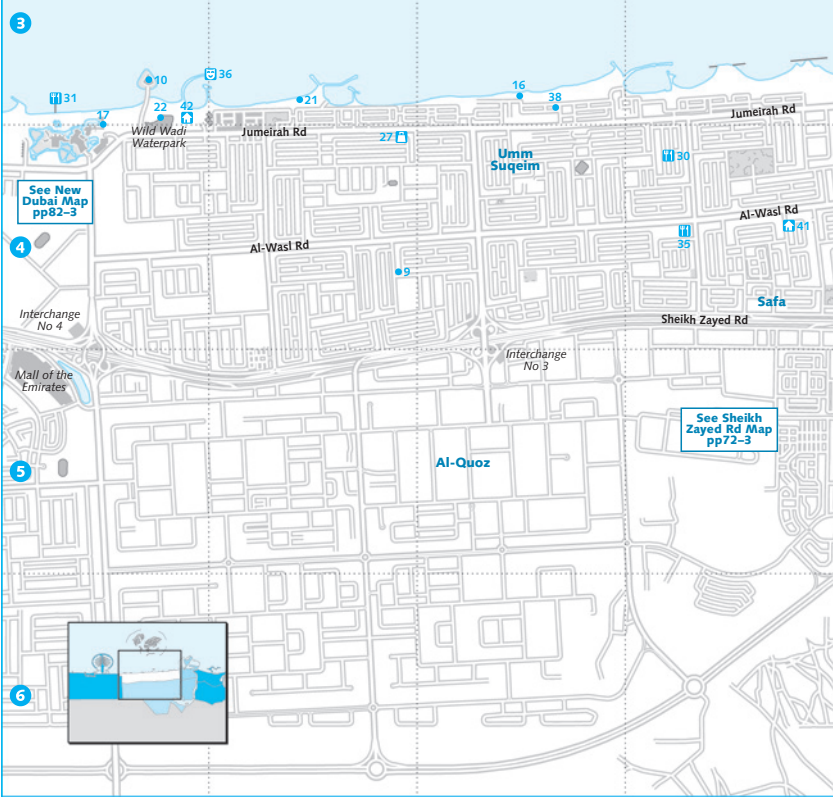 3
36
10
31
21
16
38
17
22
42
Wild Wadi
Waterpark
Jumeirah Rd
27
Jumeirah Rd
Umm
Suqeim
30
See New
Dubai Map
pp82–3
4
Al-Wasl Rd
9
35
Al-Wasl Rd
41
Safa
Interchange
No 4
Sheikh Zayed Rd
Interchange
No 3
Mall of the
Emirates
See Sheikh
Zayed Rd Map
pp72–3
5
Al-Quoz
6